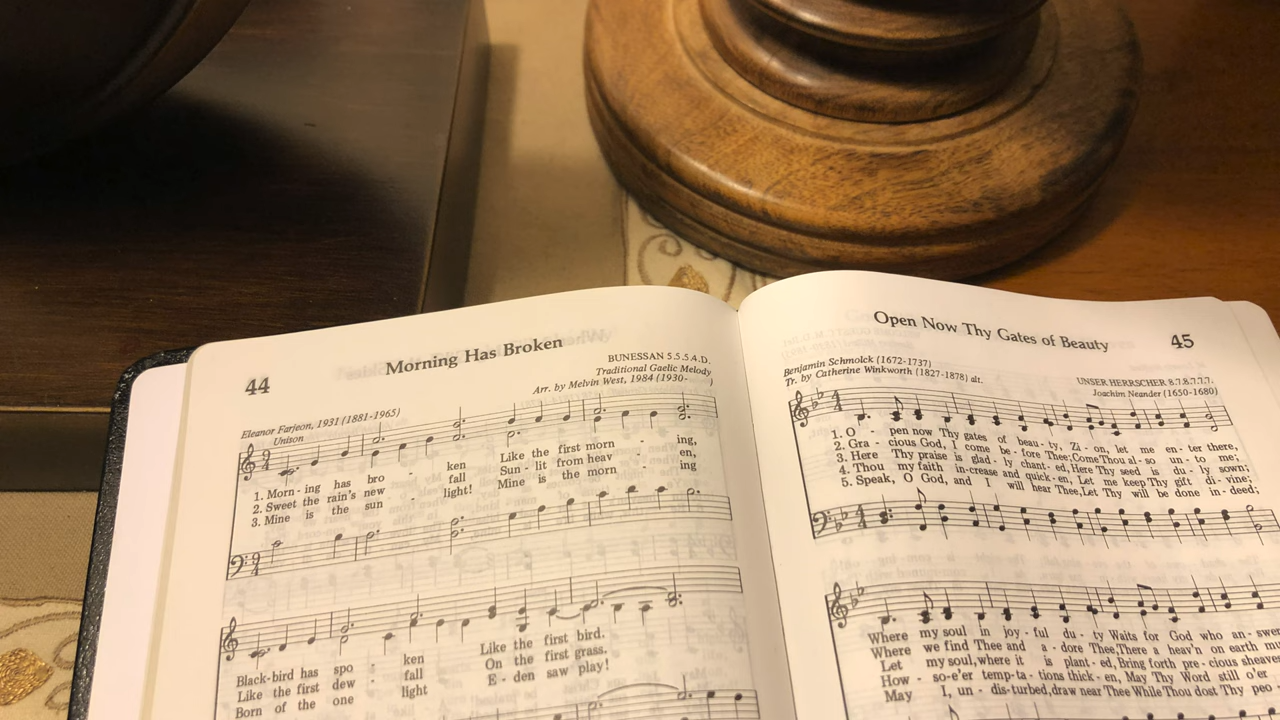 44
Morning Has Broken
BUNESSAN 5.5.5.4.D.
Traditional Gaelic Melody
Arr. by Melvin West, 1984 (1930- )
Eleanor Farjeon, 1931 (1881-1965)
Unison
1. Morn - ing has bro - ken Like the first morn - ing,
2. Sweet the rain's new fall Sun - lit from heav - en,
3. Mine is the sun - light! Mine is the morn ing
Black-bird has spo - ken Like the first bird.
Like the first dew - fall On the first grass.
Born of the one light E - den saw play!
Open Now Thy Gates of Beauty
45
Benjamin Schmolck (1672-1737)
Tr. by Catherine Winkworth (1827-1878) alt.
UNSER HERRSCHER 8.7.8.7.7.7.
Joachim Neander (1650-1680)
1. O - pen now Thy gates of beau - ty, Zi - on, let me en - ter there,
2. Gra - cious God, I come be - fore Thee; Come Thou al - so un - to me;
3. Here Thy praise is glad - ly chant - ed, Here Thy seed is du - ly sown;
4. Thou my faith in-crease and quick - en, Let me keep Thy gift di - vine;
5. Speak, O God, and I will hear Thee, Let Thy will be done in - deed;
Where my soul in joy - ful du - ty Waits for God who an - swe
Where we find Thee and a - dore Thee, There a heav'n on earth mu
Let my soul, where it is plant - ed, Bring forth pre - cious sheave
How - so-e'er temp-ta - tions thick - en, May Thy Word still o'er
May I, un - dis-turbed, draw near Thee While Thou dost Thy peo